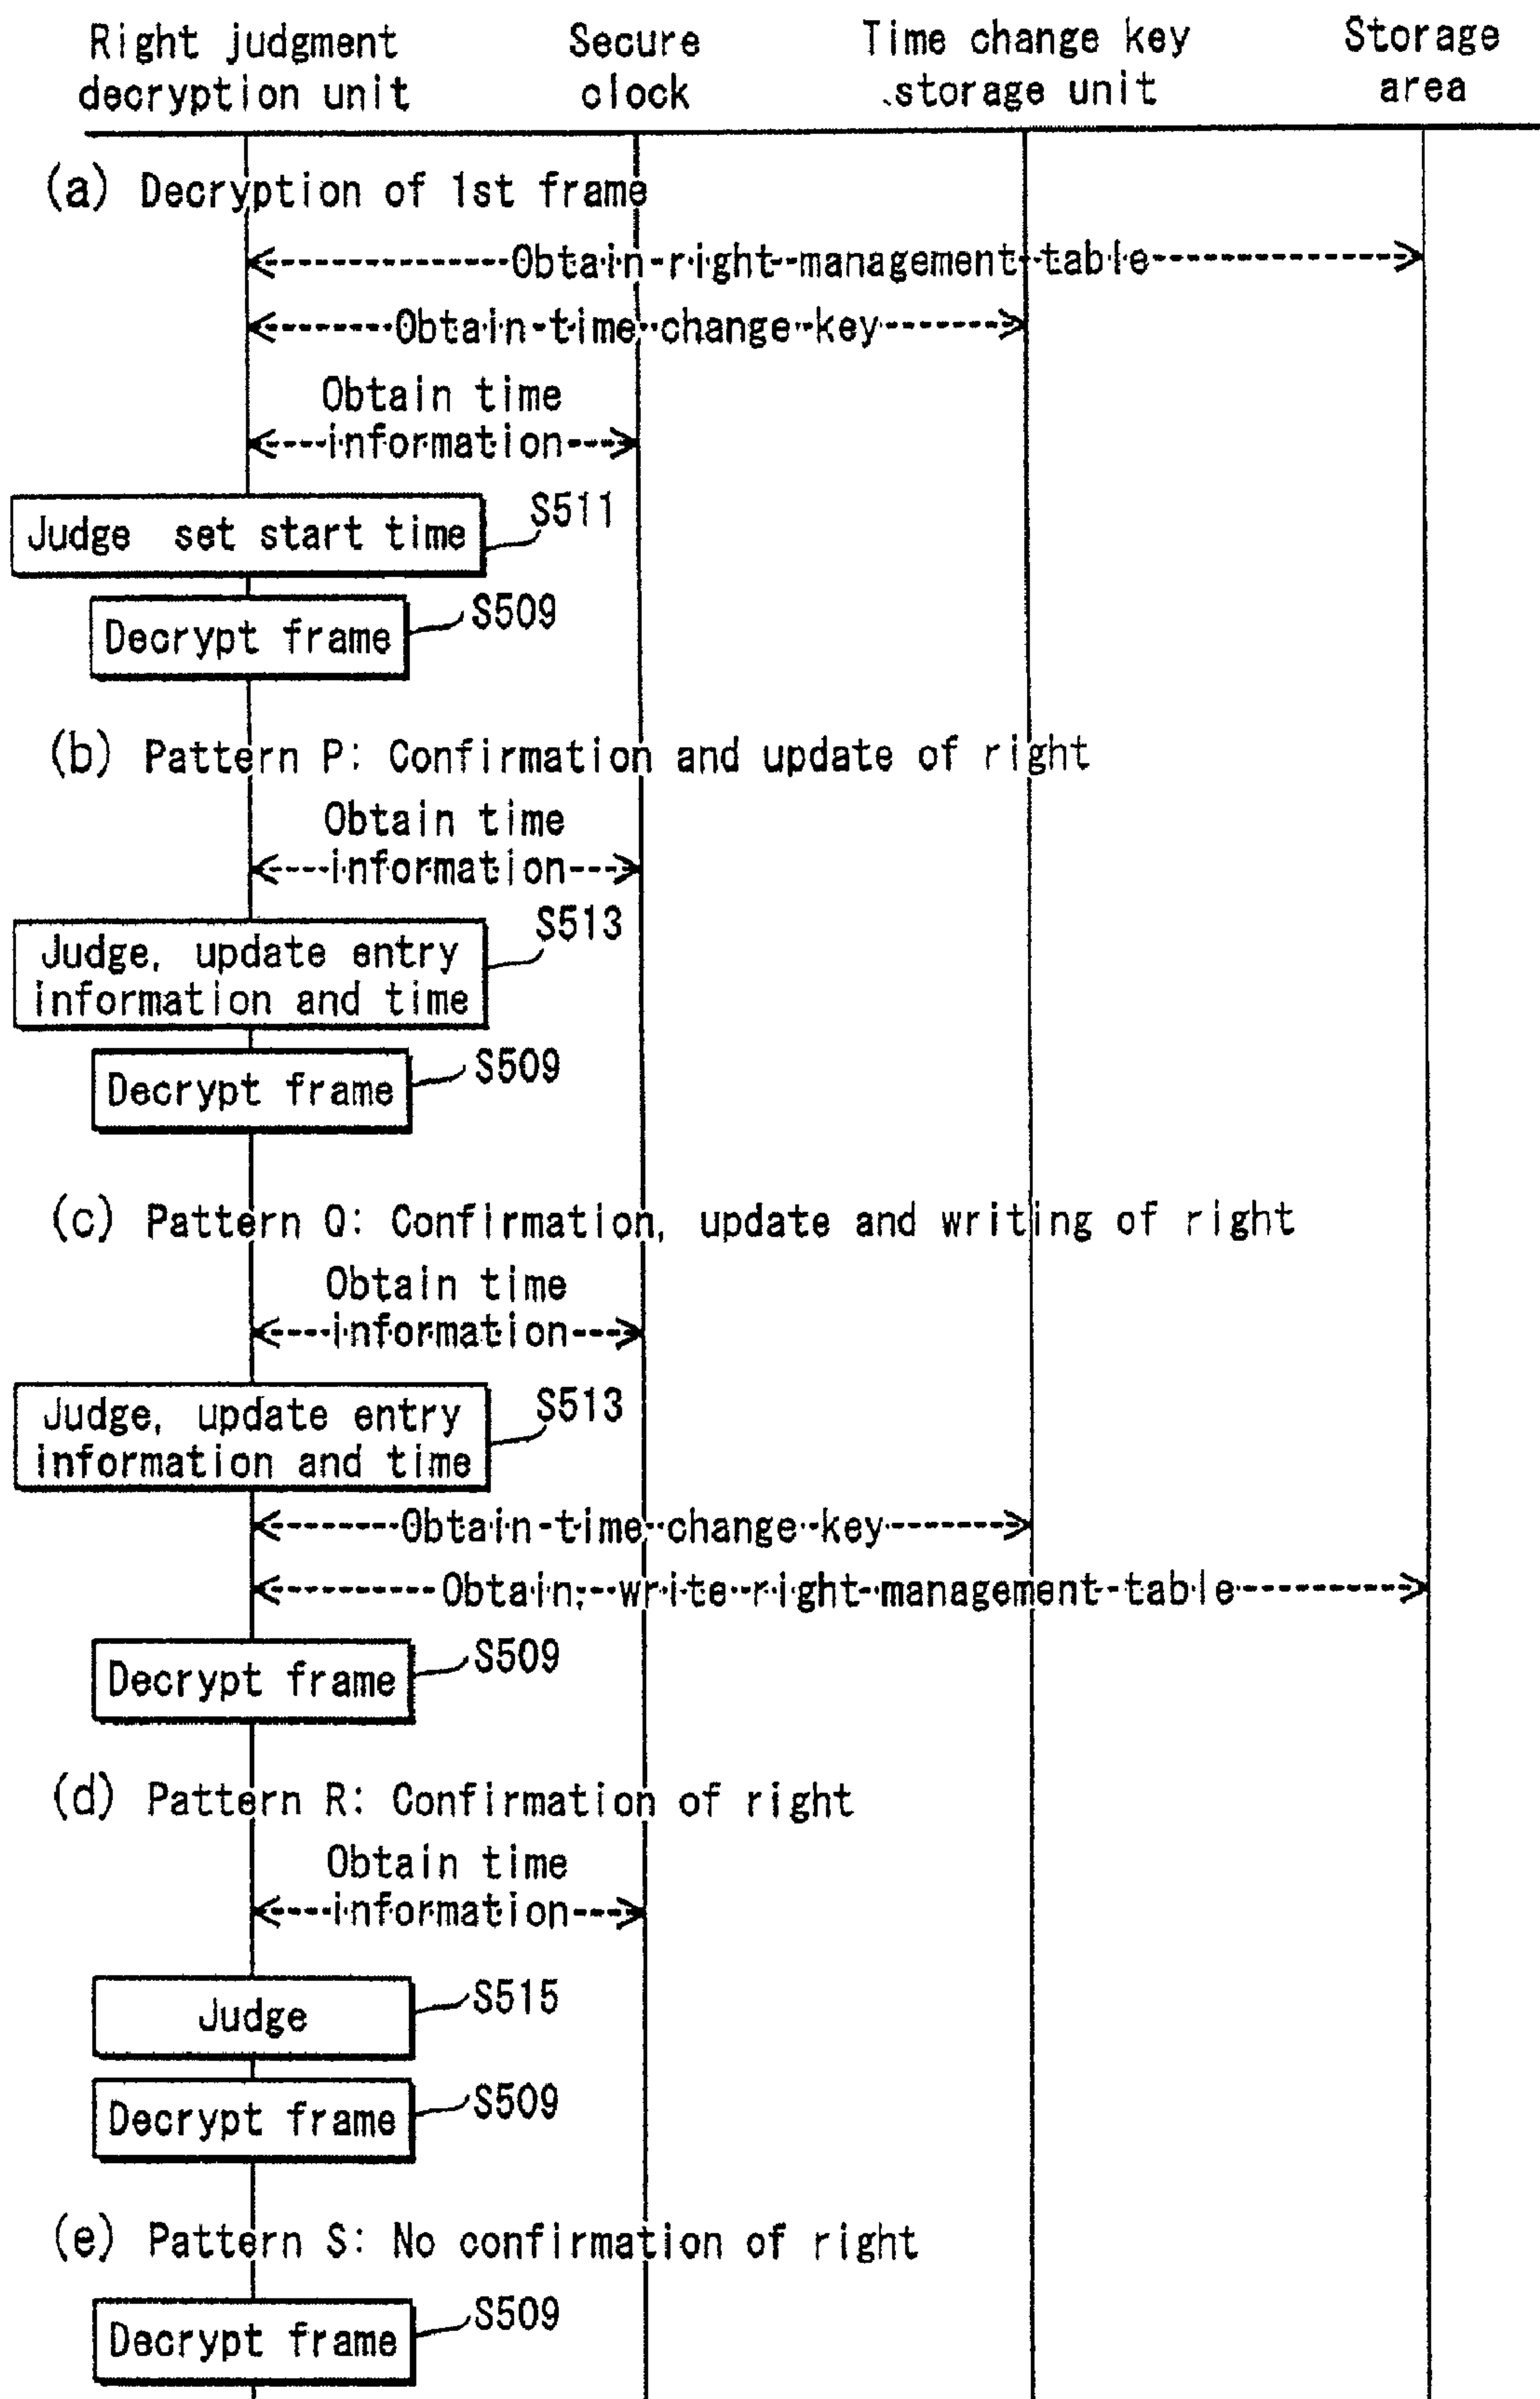 Right judgment
decryption unit
Secure
clock
Time change key
storage unit
Storage
area
(a) Decryption of 1st frame
Obtain right management table
Obtain time change key
Obtain time
information
Judge set start time
S511
Decrypt frame
S509
(b) Pattern P: Confirmation and update of right
Obtain time
information
Judge, update entry
information and time
S513
Decrypt frame
S509
(c) Pattern Q: Confirmation, update and writing of right
Obtain time
information
Judge, update entry
information and time
S513
Obtain time change key
Obtain, write right management table
Decrypt frame
S509
(d) Pattern R: Confirmation of right
Obtain time
information
Judge
S515
Decrypt frame
S509
(e) Pattern S: No confirmation of right
Decrypt frame
S509